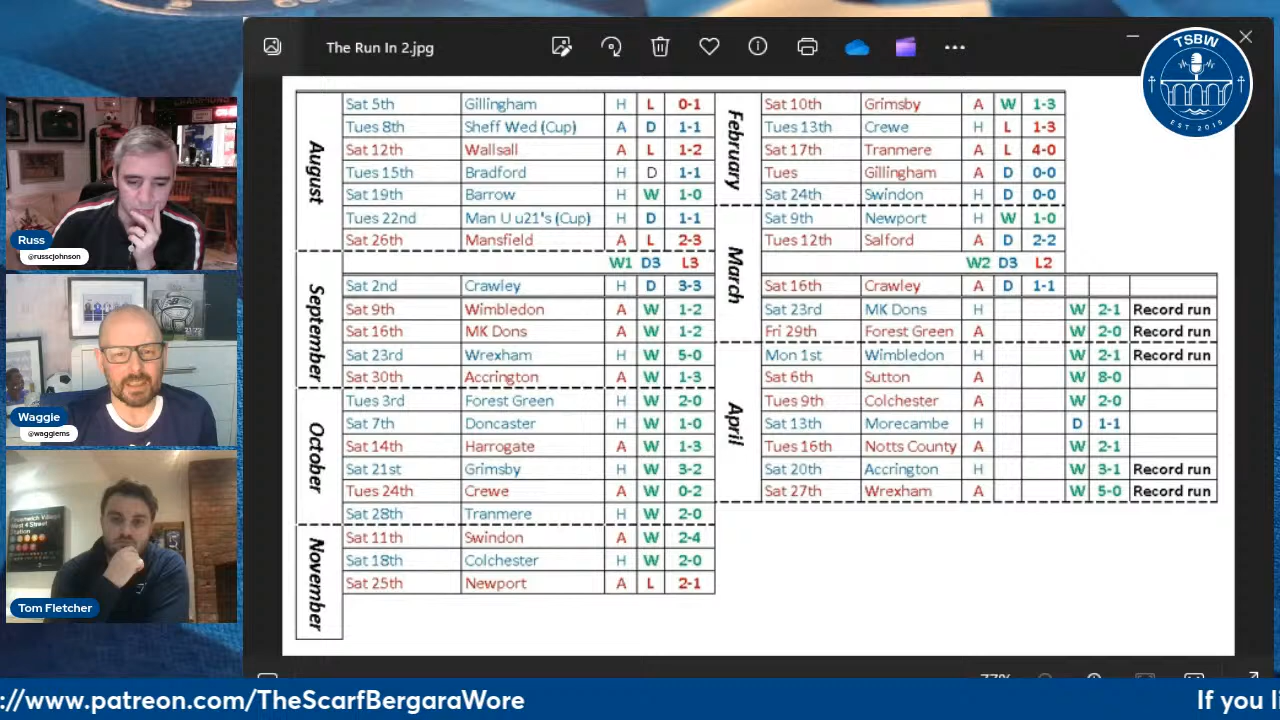 The Run In 2.jpg
TSBW
EST 2015
Russ
@russcjohnson
Waggie
@waggiems
Tom Fletcher
August
Sat 5th Gillingham H L 0-1
Tues 8th Sheff Wed (Cup) A D 1-1
Sat 12th Wallsall A L 1-2
Tues 15th Bradford H D 1-1
Sat 19th Barrow H W 1-0
Tues 22nd Man U u21's (Cup) H D 1-1
Sat 26th Mansfield A L 2-3
W1 D3 L3
September
Sat 2nd Crawley H D 3-3
Sat 9th Wimbledon A W 1-2
Sat 16th MK Dons A W 1-2
Sat 23rd Wrexham H W 5-0
Sat 30th Accrington A W 1-3
October
Tues 3rd Forest Green H W 2-0
Sat 7th Doncaster H W 1-0
Sat 14th Harrogate A W 1-3
Sat 21st Grimsby H W 3-2
Tues 24th Crewe A W 0-2
Sat 28th Tranmere H W 2-0
November
Sat 11th Swindon A W 2-4
Sat 18th Colchester H W 2-0
Sat 25th Newport A L 2-1
February
Sat 10th Grimsby A W 1-3
Tues 13th Crewe H L 1-3
Sat 17th Tranmere A L 4-0
Tues Gillingham A D 0-0
Sat 24th Swindon H D 0-0
March
Sat 9th Newport H W 1-0
Tues 12th Salford A D 2-2
W2 D3 L2
Sat 16th Crawley A D 1-1
Sat 23rd MK Dons H W 2-1 Record run
Fri 29th Forest Green A W 2-0 Record run
April
Mon 1st Wimbledon H W 2-1 Record run
Sat 6th Sutton A W 8-0
Tues 9th Colchester A W 2-0
Sat 13th Morecambe H D 1-1
Tues 16th Notts County A W 2-1
Sat 20th Accrington H W 3-1 Record run
Sat 27th Wrexham A W 5-0 Record run
://www.patreon.com/TheScarfBergaraWore
If you li